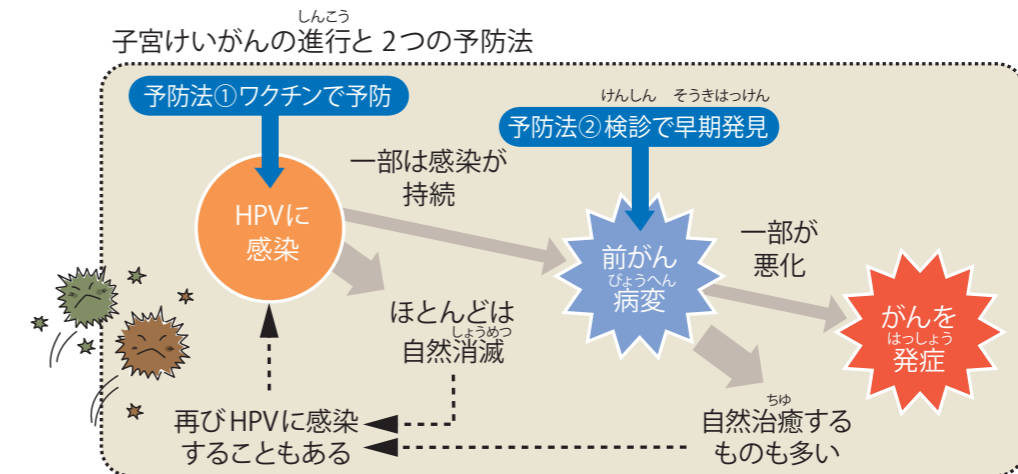 しんこう
子宮けいがんの進行と2つの予防法
予防法①ワクチンで予防
けんしん そうきはっけん
予防法②検診で早期発見
一部は感染が
持続
HPVに
感染
前がん
びょうへん
病変
一部が
悪化
がんを
はっしょう
発症
ほとんどは
しょうめつ
自然消滅
再びHPVに感染
することもある
ちゆ
自然治癒する
ものも多い